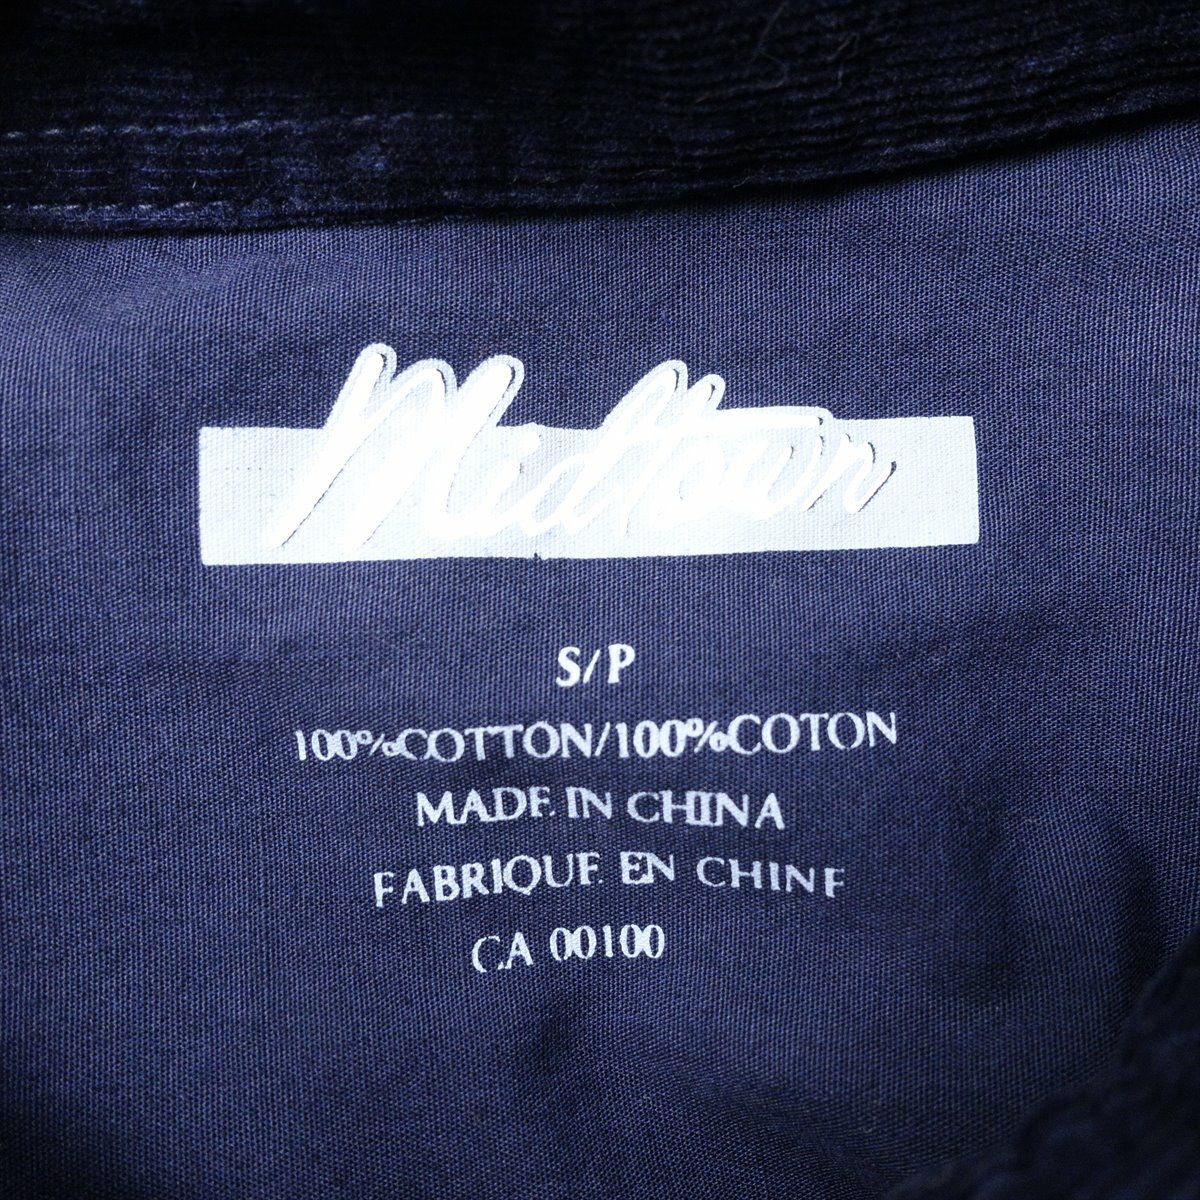 Midtown
S/P
100%COTTON/100%COTON
MADE IN CHINA
FABRIQUE EN CHINE
CA 00100